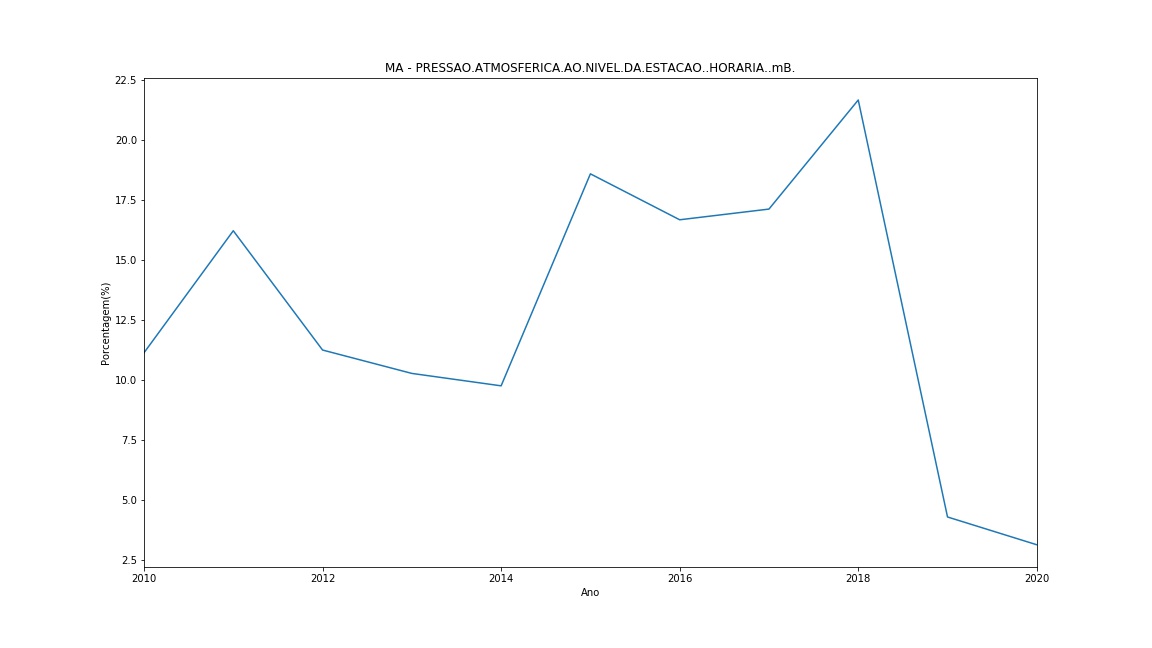 MA - PRESSAO.ATMOSFERICA.AO.NIVEL.DA.ESTACAO..HORARIA..mB.
22.5
20.0
17.5
15.0
12.5
10.0
7.5
5.0
2.5
Porcentagem(%)
2010 2012 2014 2016 2018 2020
Ano